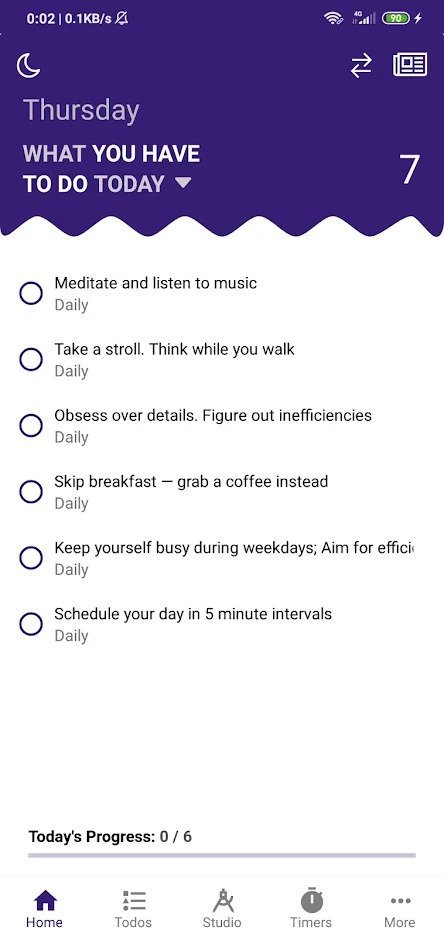 0:02 | 0.1KB/s
4G
90
Thursday
WHAT YOU HAVE
TO DO TODAY
7
Meditate and listen to music
Daily
Take a stroll. Think while you walk
Daily
Obsess over details. Figure out inefficiencies
Daily
Skip breakfast — grab a coffee instead
Daily
Keep yourself busy during weekdays; Aim for effici
Daily
Schedule your day in 5 minute intervals
Daily
Today's Progress: 0 / 6
Home
Todos
Studio
Timers
More